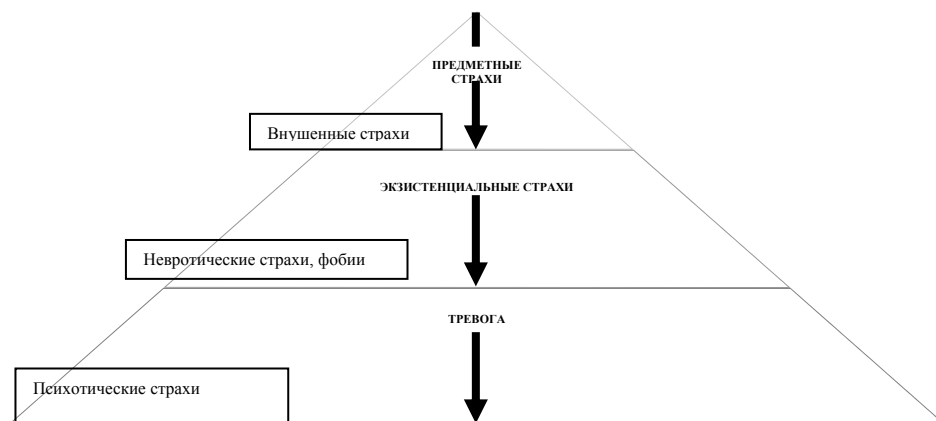 ПРЕДМЕТНЫЕ
СТРАХИ
Внушенные страхи
ЭКЗИСТЕНЦИАЛЬНЫЕ СТРАХИ
Невротические страхи, фобии
ТРЕВОГА
Психотические страхи